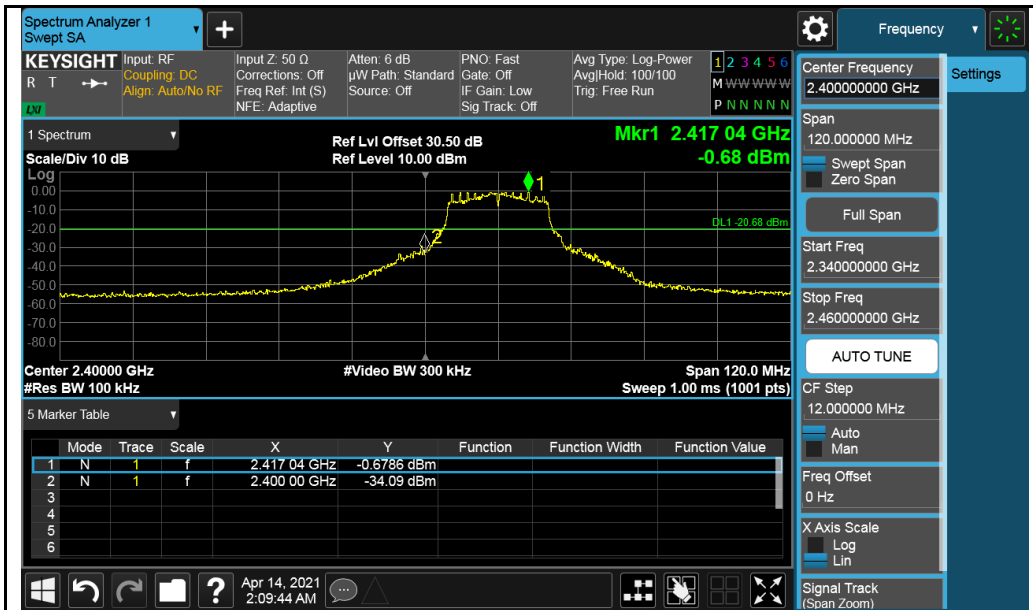 Spectrum Analyzer 1
Swept SA
+
Frequency
KEYSIGHT
R T
LXI
Input: RF
Coupling: DC
Align: Auto/No RF
Input Z: 50 Ω
Corrections: Off
Freq Ref: Int (S)
NFE: Adaptive
Atten: 6 dB
µW Path: Standard
Source: Off
PNO: Fast
Gate: Off
IF Gain: Low
Sig Track: Off
Avg Type: Log-Power
Avg|Hold: 100/100
Trig: Free Run
1 2 3 4 5 6
M W W W W W
P N N N N N
1 Spectrum
Scale/Div 10 dB
Ref Lvl Offset 30.50 dB
Ref Level 10.00 dBm
Mkr1 2.417 04 GHz
-0.68 dBm
Log
0.00
-10.0
-20.0
-30.0
-40.0
-50.0
-60.0
-70.0
-80.0
1
2
DL1 -20.68 dBm
Center 2.40000 GHz
#Res BW 100 kHz
#Video BW 300 kHz
Span 120.0 MHz
Sweep 1.00 ms (1001 pts)
5 Marker Table
Mode Trace Scale X Y Function Function Width Function Value
1 N 1 f 2.417 04 GHz -0.6786 dBm
2 N 1 f 2.400 00 GHz -34.09 dBm
3
4
5
6
?
Apr 14, 2021
2:09:44 AM
Center Frequency
2.400000000 GHz
Span
120.000000 MHz
Swept Span
Zero Span
Full Span
Start Freq
2.340000000 GHz
Stop Freq
2.460000000 GHz
AUTO TUNE
CF Step
12.000000 MHz
Auto
Man
Freq Offset
0 Hz
X Axis Scale
Log
Lin
Signal Track
(Span Zoom)
Settings